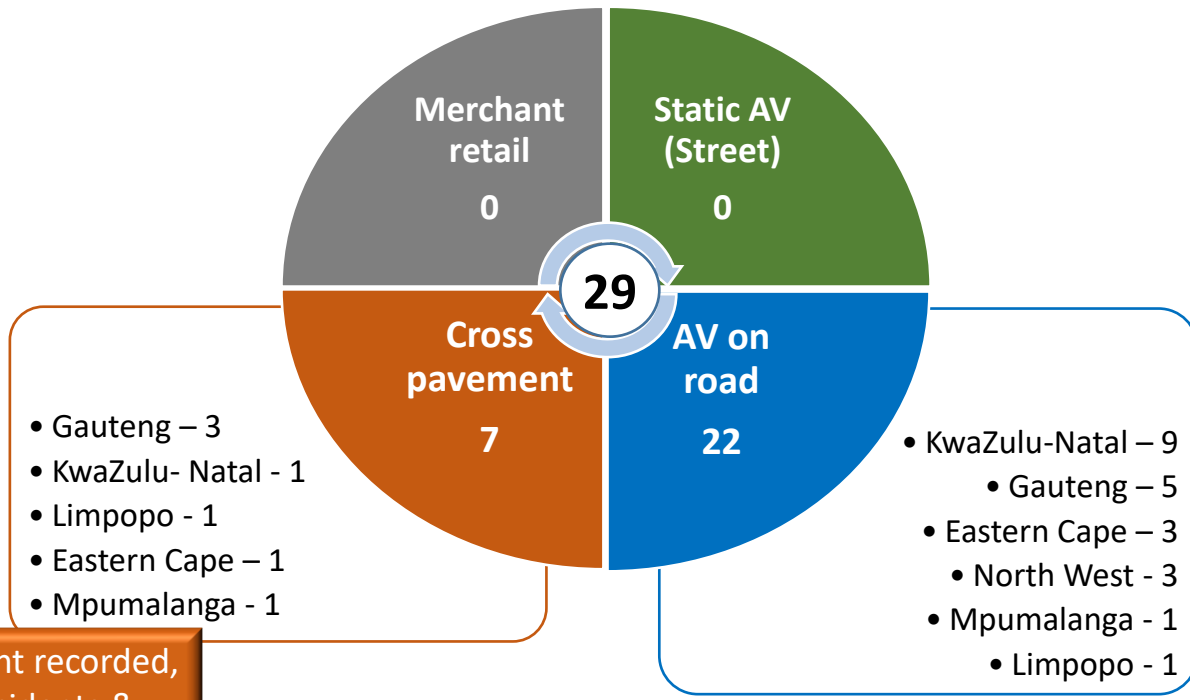 Merchant
retail
0
Static AV
(Street)
0
29
Cross
pavement
7
AV on
road
22
• Gauteng – 3
• KwaZulu- Natal - 1
• Limpopo - 1
• Eastern Cape – 1
• Mpumalanga - 1
• KwaZulu-Natal – 9
• Gauteng – 5
• Eastern Cape – 3
• North West - 3
• Mpumalanga - 1
• Limpopo - 1
recorded,